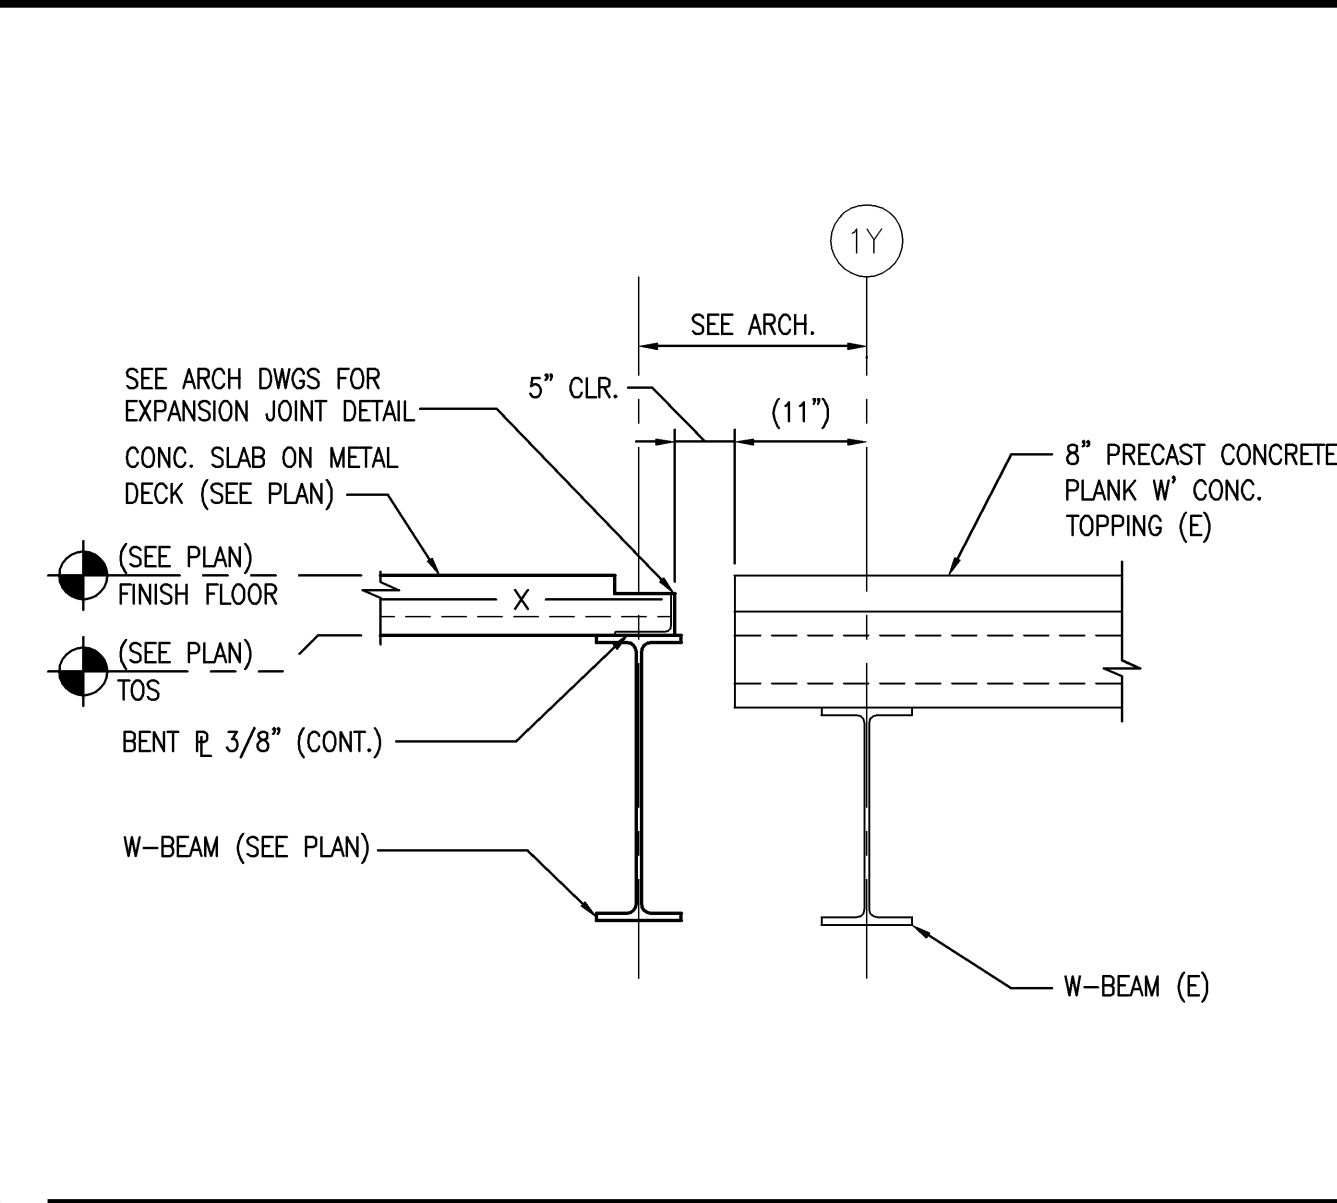 1Y
SEE ARCH.
SEE ARCH DWGS FOR
EXPANSION JOINT DETAIL
5” CLR.
(11”)
CONC. SLAB ON METAL
DECK (SEE PLAN)
8” PRECAST CONCRETE
PLANK W’ CONC.
TOPPING (E)
(SEE PLAN)
FINISH FLOOR
X
(SEE PLAN)
TOS
BENT ⅊ 3/8” (CONT.)
W-BEAM (SEE PLAN)
W-BEAM (E)